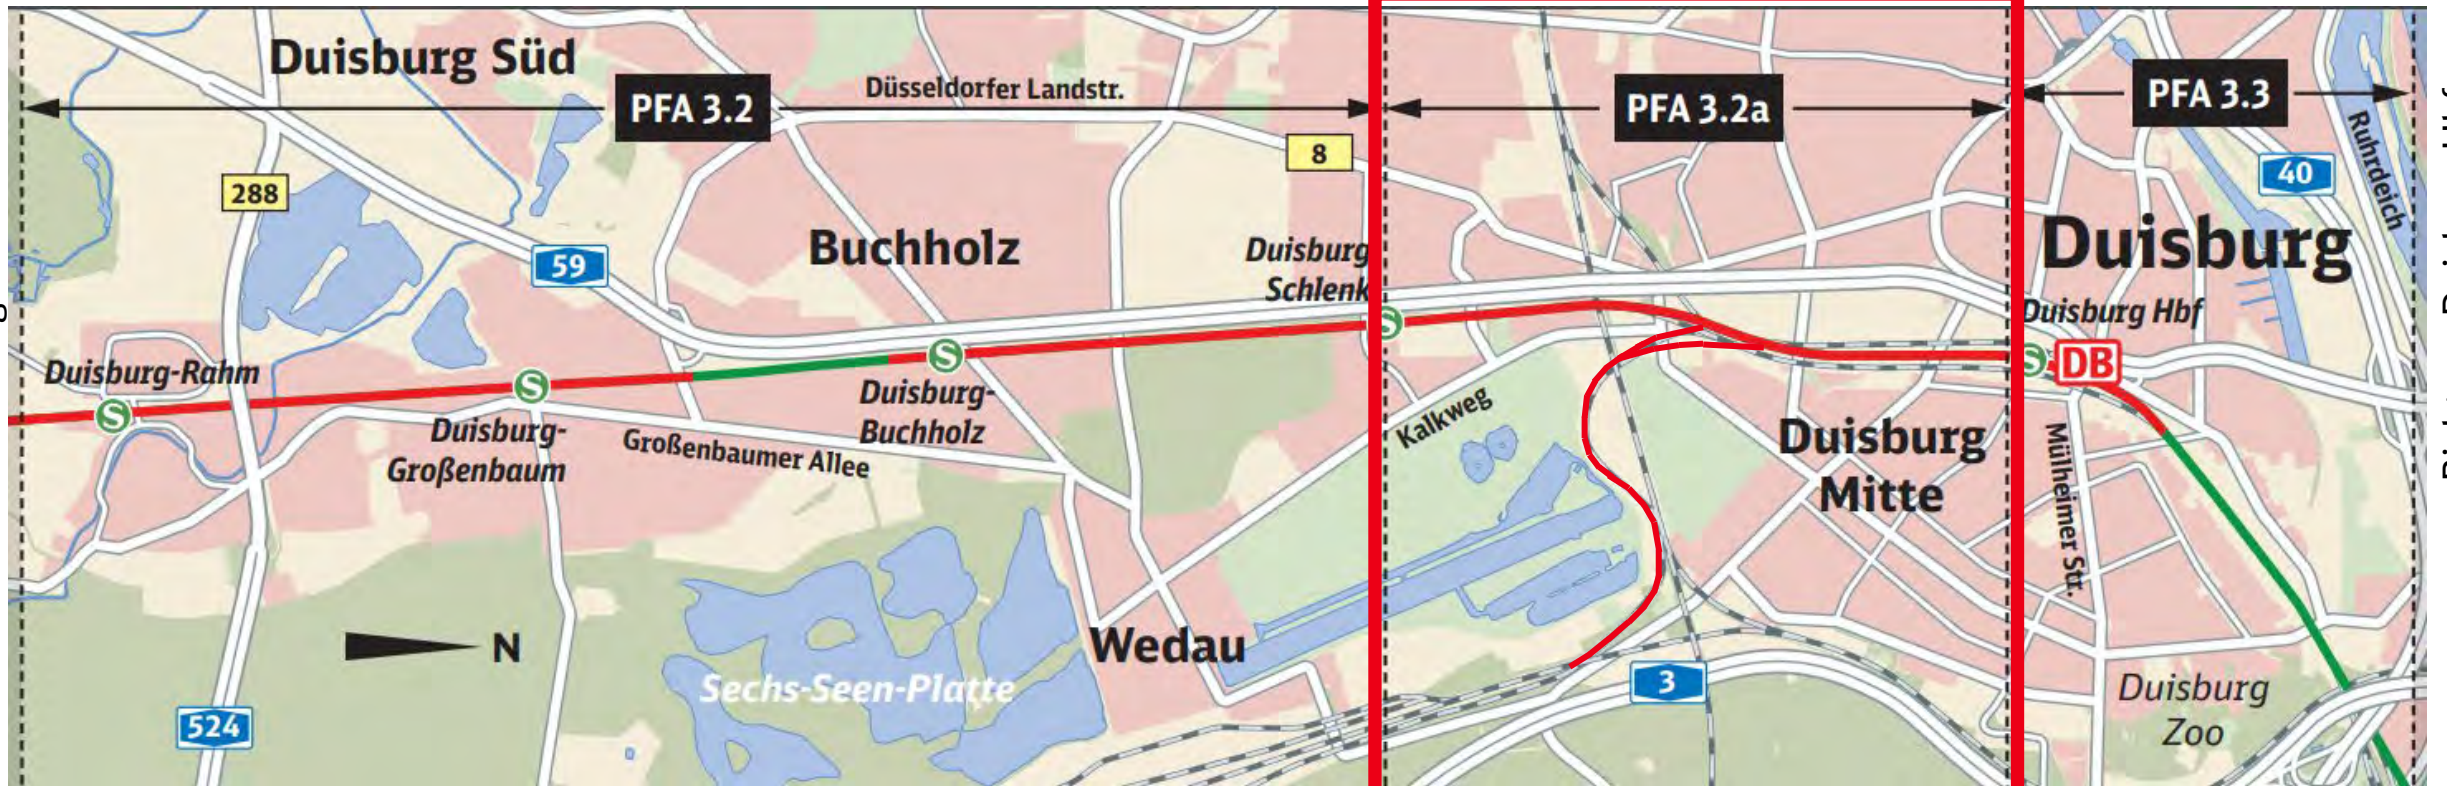 Duisburg Süd
PFA 3.2
Düsseldorfer Landstr.
8
288
59
Buchholz
Duisburg
Schlenk
Duisburg-Rahm
S
S
S
Duisburg-
Großenbaum
Großenbaumer Allee
Duisburg-
Buchholz
N
524
Sechs-Seen-Platte
Wedau
PFA 3.2a
S
Kalkweg
Duisburg
Mitte
3
PFA 3.3
40
Ruhrdeich
Duisburg
Duisburg Hbf
S
DB
Mülheimer Str.
Duisburg
Zoo